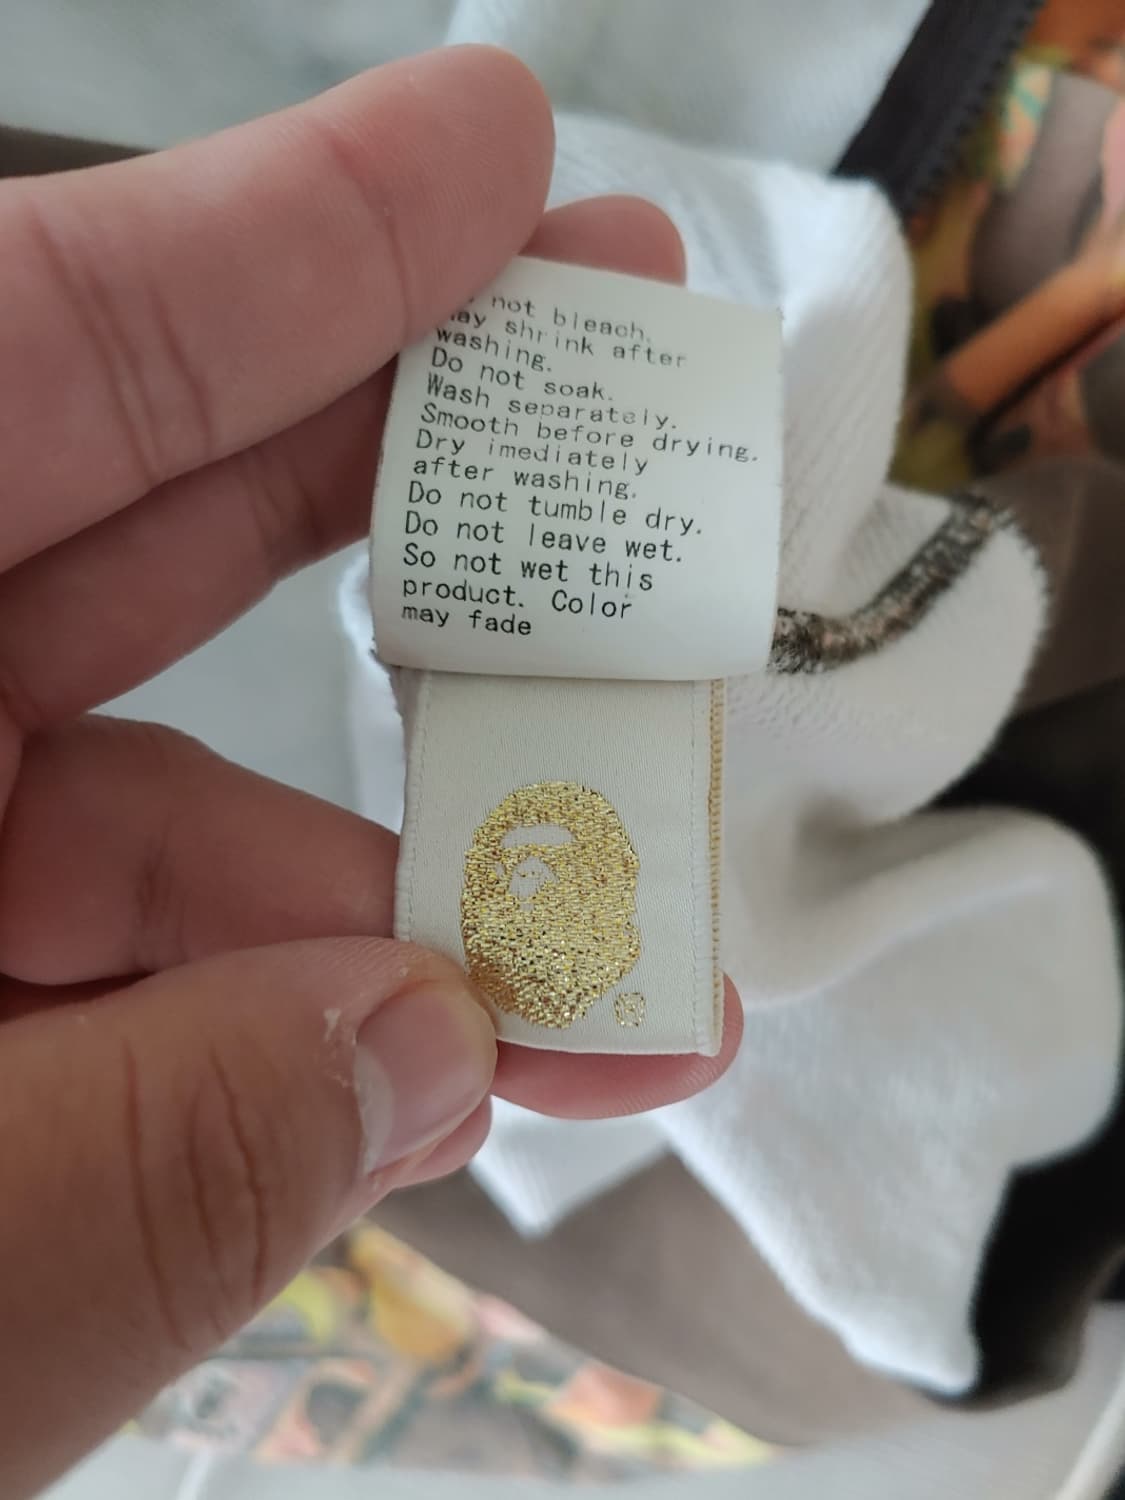 not bleach.
may shrink after
washing.
Do not soak.
Wash separately.
Smooth before drying.
Dry imediately
after washing.
Do not tumble dry.
Do not leave wet.
So not wet this
product. Color
may fade